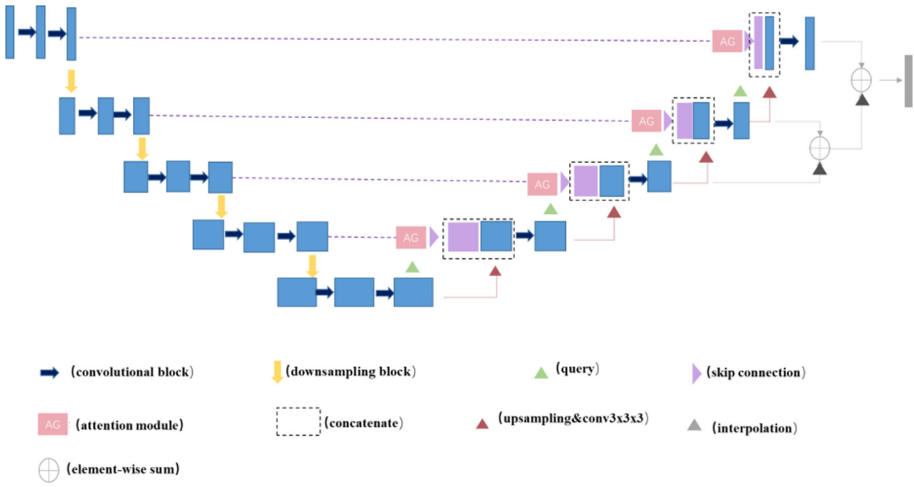 AG
AG
AG
AG
(convolutional block)
(downsampling block)
(query)
(skip connection)
AG
(attention module)
(concatenate)
(upsampling&conv3x3x3)
(interpolation)
(element-wise sum)